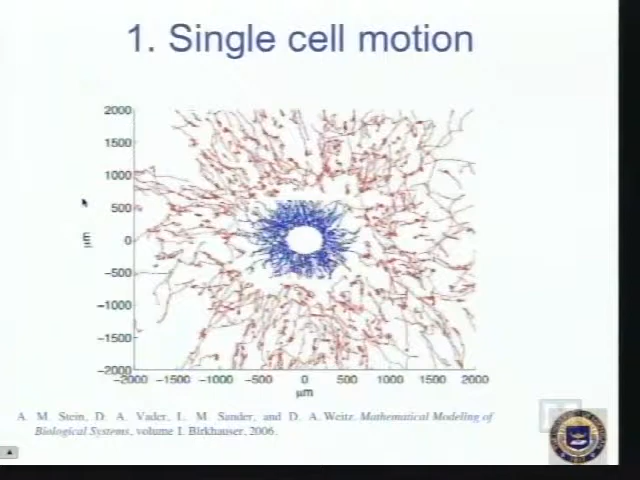 1. Single cell motion
2000
1500
1000
500
0
−500
−1000
−1500
−2000
μm
−2000 −1500 −1000 −500 0 500 1000 1500 2000
μm
A. M. Stein, D. A. Vader, L. M. Sander, and D. A. Weitz. Mathematical Modeling of
Biological Systems, volume I. Birkhauser, 2006.